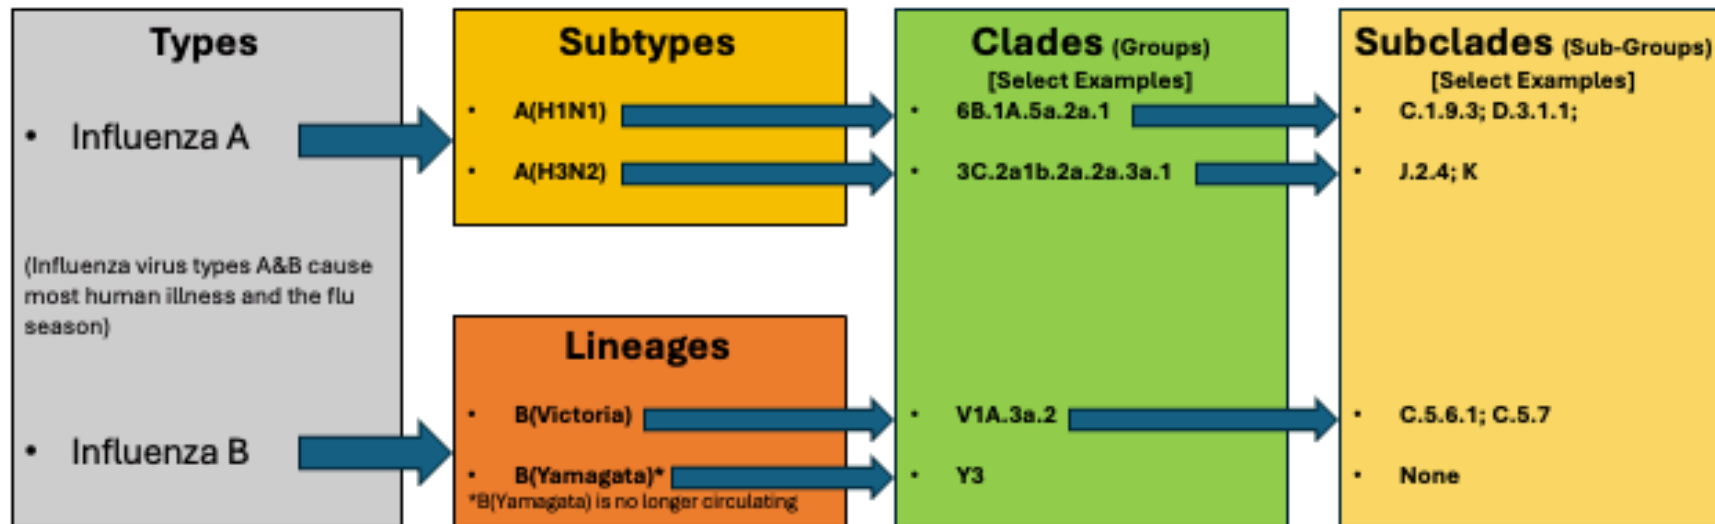 Types
• Influenza A
(Influenza virus types A&B cause
most human illness and the flu
season)
• Influenza B
Subtypes
• A(H1N1)
• A(H3N2)
Lineages
• B(Victoria)
• B(Yamagata)*
*B(Yamagata) is no longer circulating
Clades (Groups)
[Select Examples]
• 6B.1A.5a.2a.1
• 3C.2a1b.2a.2a.3a.1
• V1A.3a.2
• Y3
Subclades (Sub-Groups)
[Select Examples]
• C.1.9.3; D.3.1.1;
• J.2.4; K
• C.5.6.1; C.5.7
• None